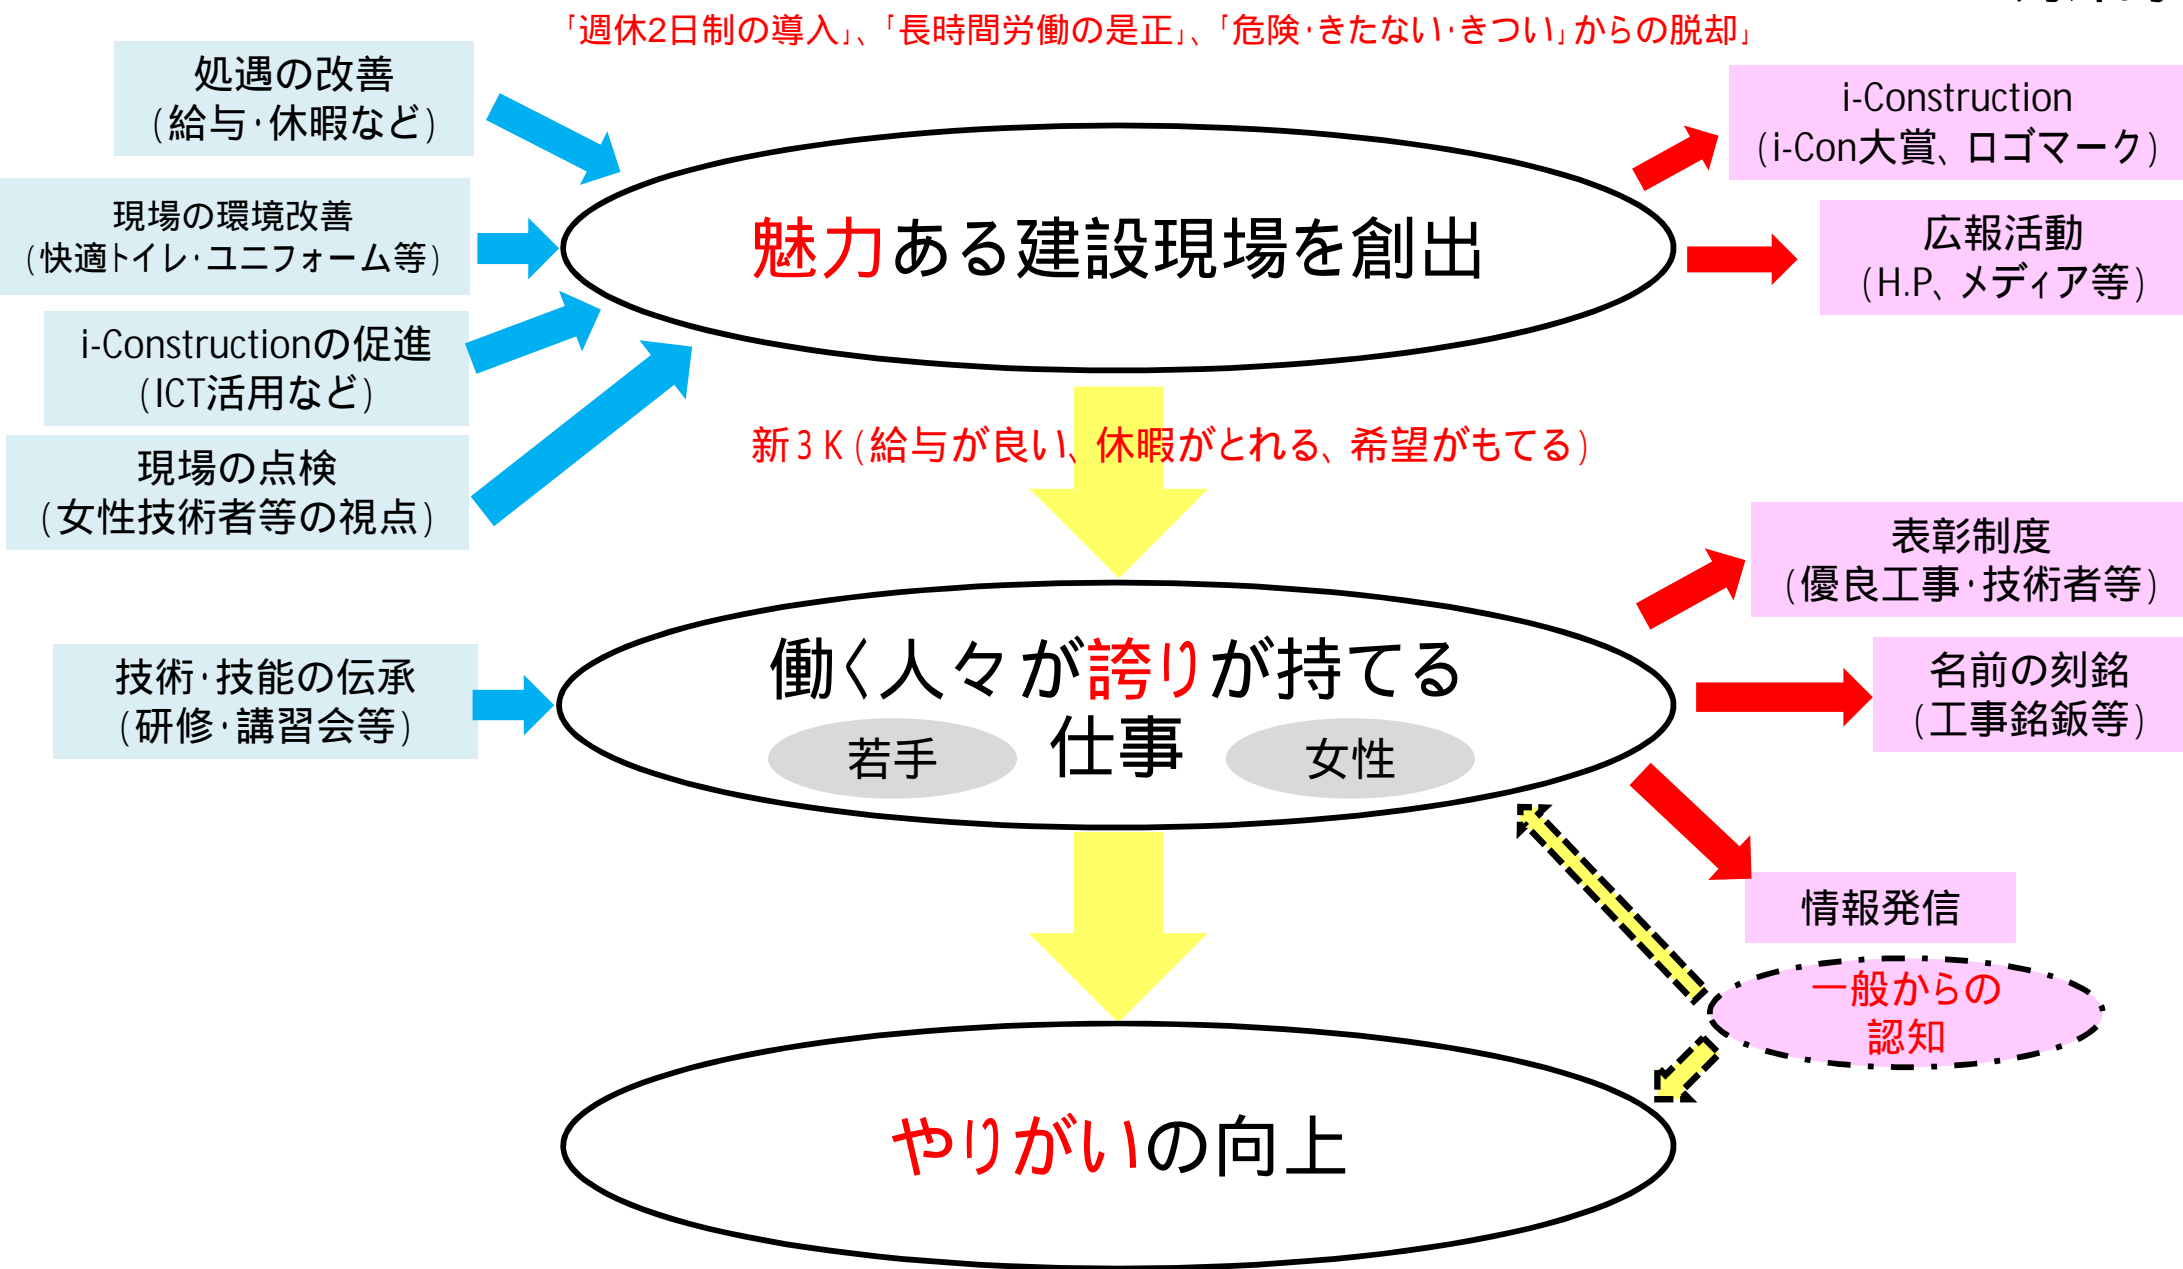 「週休2日制の導入」、「長時間労働の是正」、「危険・きたない・きつい」からの脱却」
処遇の改善
(給与・休暇など)
現場の環境改善
(快適トイレ・ユニフォーム等)
i-Constructionの促進
(ICT活用など)
現場の点検
(女性技術者等の視点)
魅力ある建設現場を創出
i-Construction
(i-Con大賞、ロゴマーク)
広報活動
(H.P、メディア等)
新3K(給与が良い、休暇がとれる、希望がもてる)
技術・技能の伝承
(研修・講習会等)
働く人々が誇りが持てる
仕事
若手
女性
表彰制度
(優良工事・技術者等)
名前の刻銘
(工事銘鈑等)
情報発信
一般からの
認知
やりがいの向上